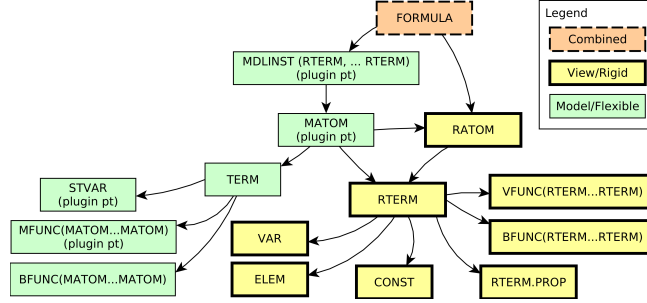 FORMULA
Legend
Combined
View/Rigid
Model/Flexible
MDLINST (RTERM, ... RTERM)
(plugin pt)
MATOM
(plugin pt)
RATOM
TERM
RTERM
STVAR
(plugin pt)
VFUNC(RTERM...RTERM)
MFUNC(MATOM...MATOM)
(plugin pt)
VAR
BFUNC(RTERM...RTERM)
BFUNC(MATOM...MATOM)
ELEM
CONST
RTERM.PROP